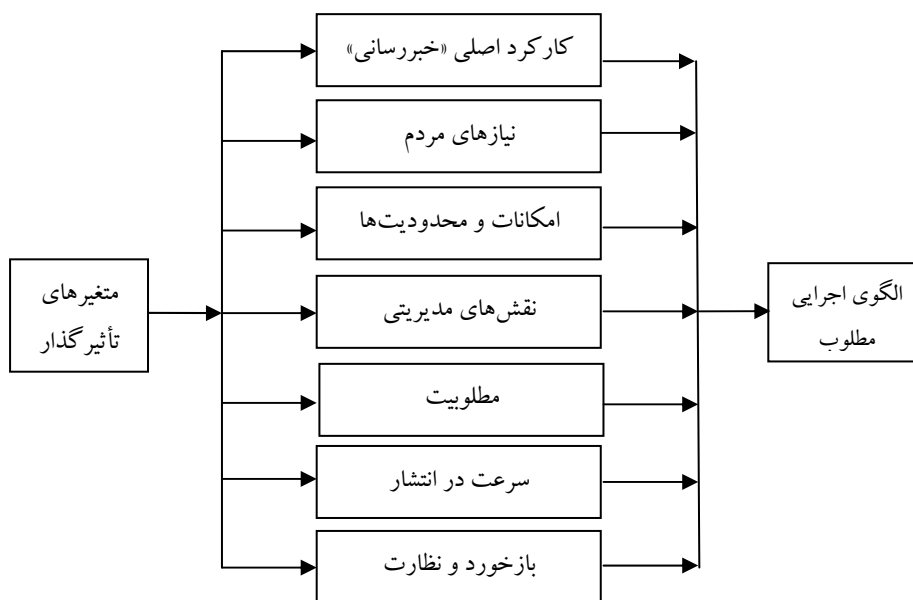 کارکرد اصلی «خبررسانی»
نیازهای مردم
امکانات و محدودیت‌ها
متغیرهای
تأثیرگذار
نقش‌های مدیریتی
الگوی اجرایی
مطلوب
مطلوبیت
سرعت در انتشار
بازخورد و نظارت